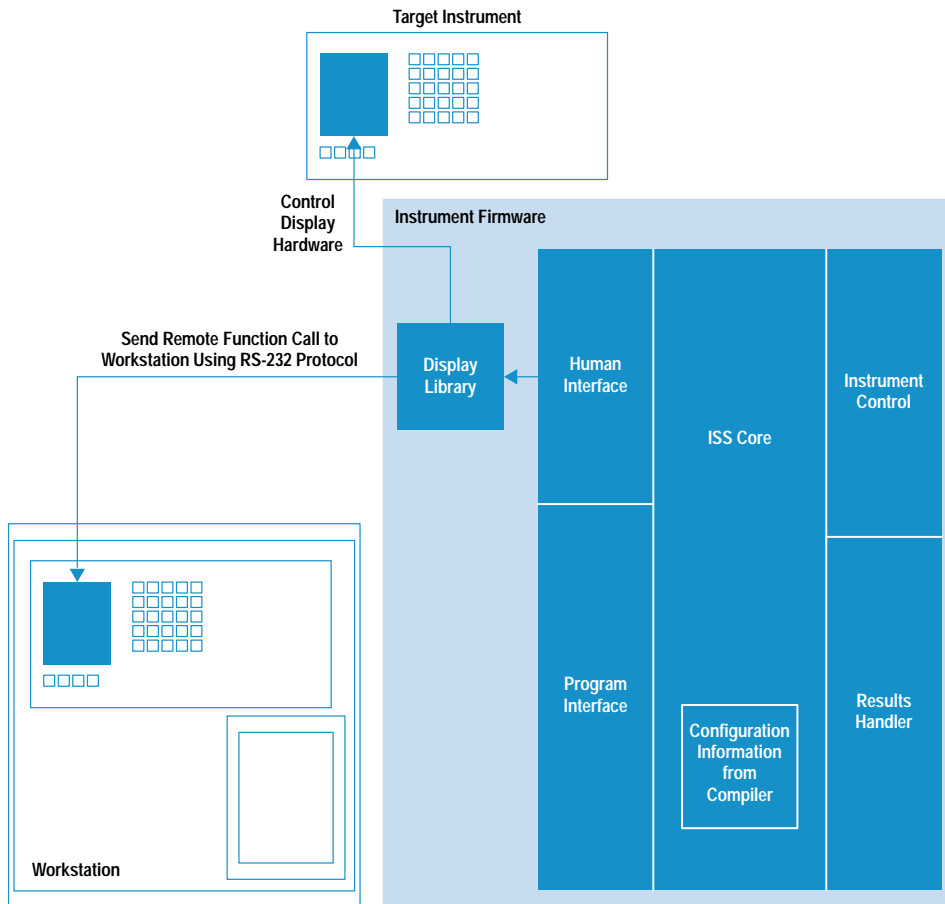 Target Instrument
Control
Display
Hardware
Instrument Firmware
Send Remote Function Call to
Workstation Using RS-232 Protocol
Display
Library
Human
Interface
ISS Core
Instrument
Control
Program
Interface
Configuration
Information
from
Compiler
Results
Handler
Workstation